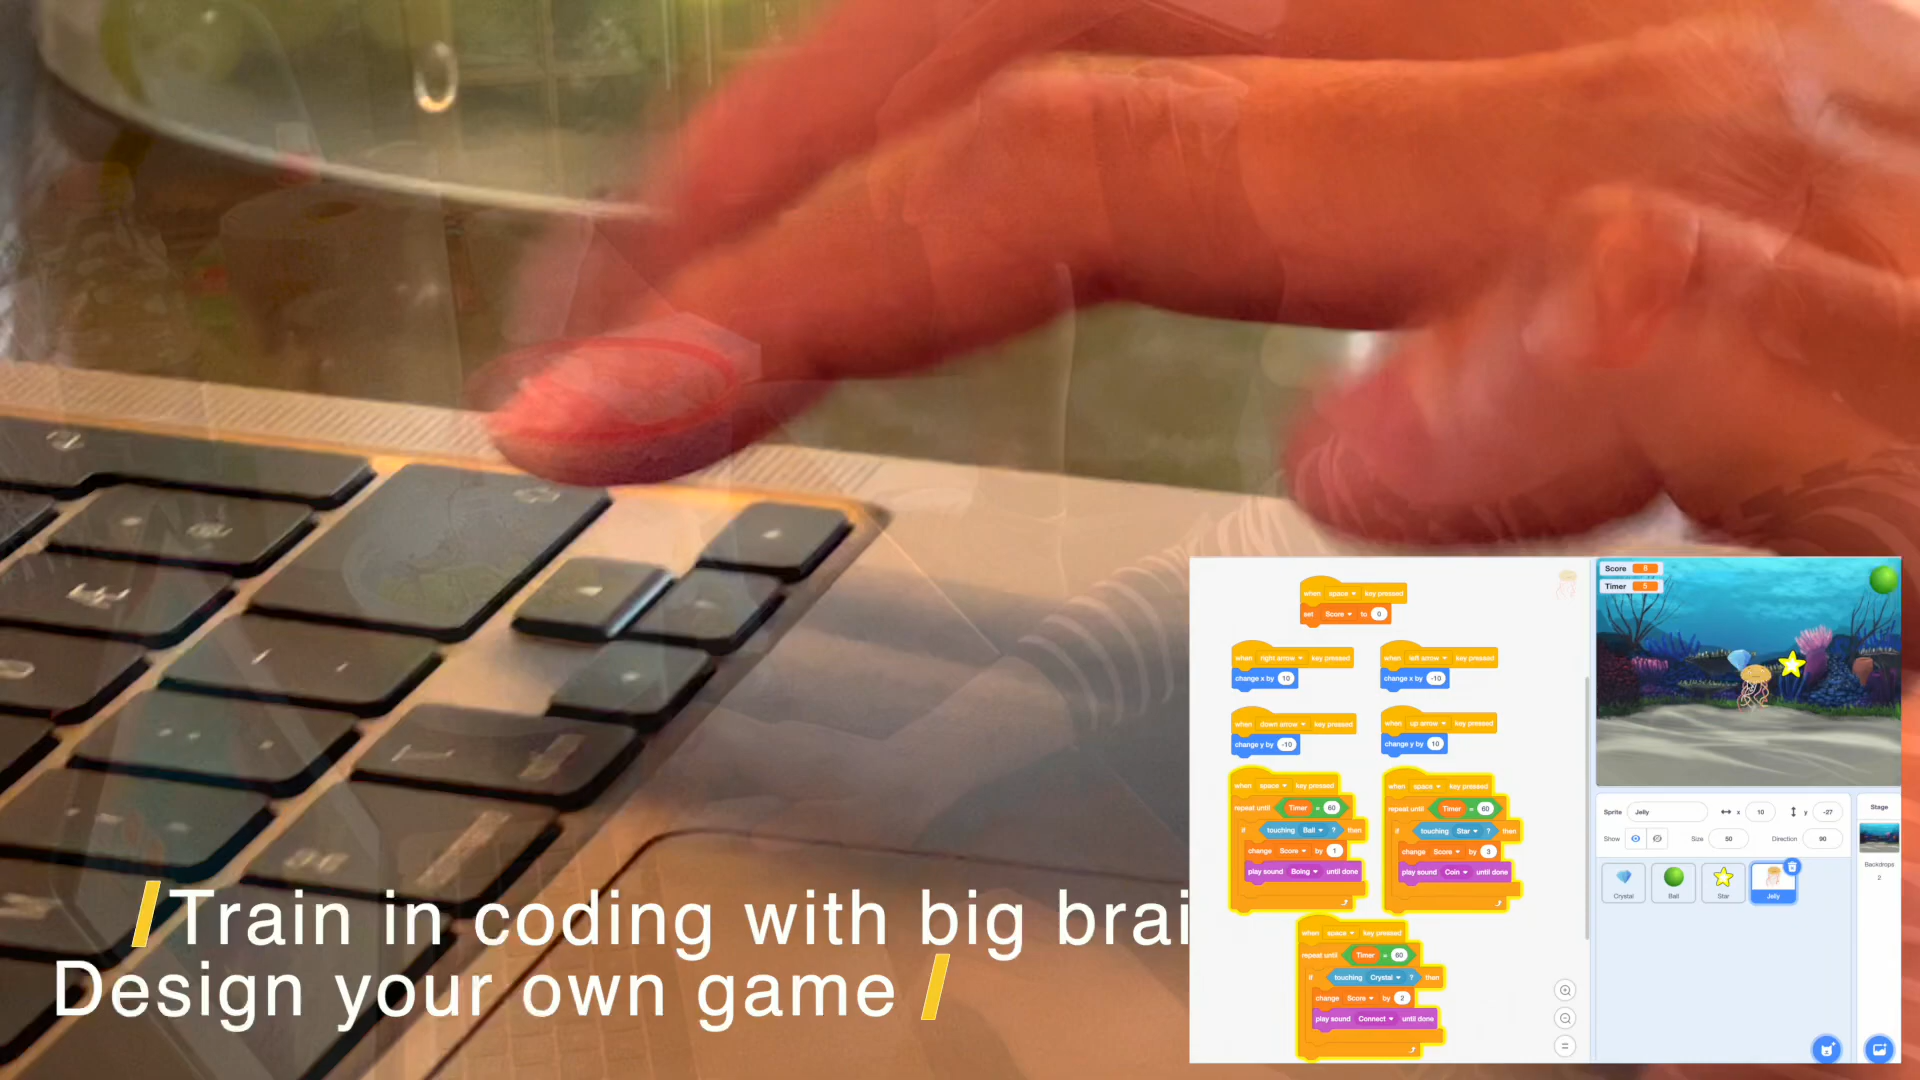 /Train in coding with big brai
Design your own game /
when space key pressed
set Score to 0
when right arrow key pressed
change x by 10
when left arrow key pressed
change x by -10
when down arrow key pressed
change y by -10
when up arrow key pressed
change y by 10
when space key pressed
repeat until Timer = 60
if touching Ball ? then
change Score by 1
play sound Boing until done
when space key pressed
repeat until Timer = 60
if touching Star ? then
change Score by 3
play sound Coin until done
when space key pressed
repeat until Timer = 60
if touching Crystal ? then
change Score by 2
play sound Connect until done
Score 8
Timer 5
Sprite Jelly x 10 y -27
Show Size 50 Direction 90
Crystal Ball Star Jelly
Stage
Backdrops
2